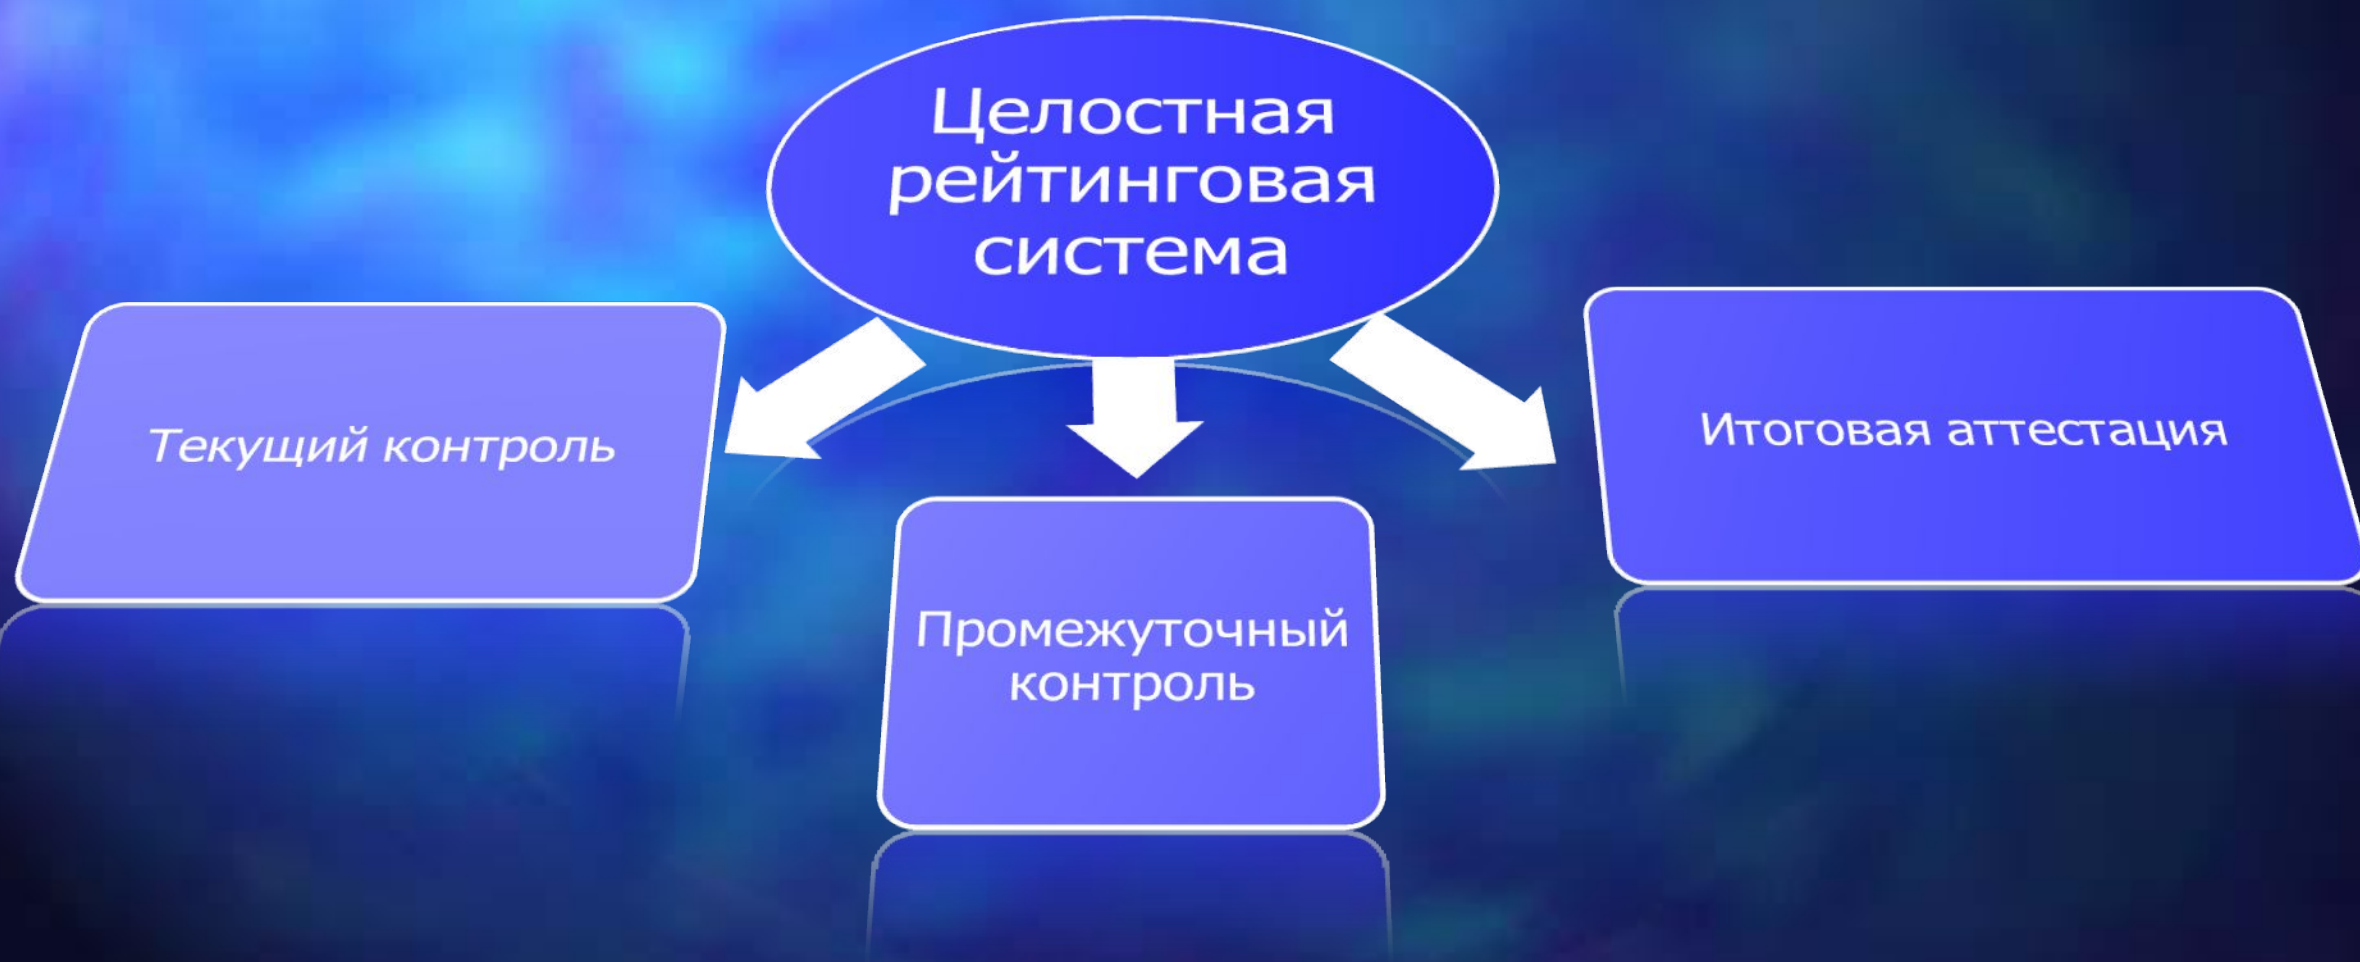 Целостная
рейтинговая
система
Текущий контроль
Промежуточный
контроль
Итоговая аттестация